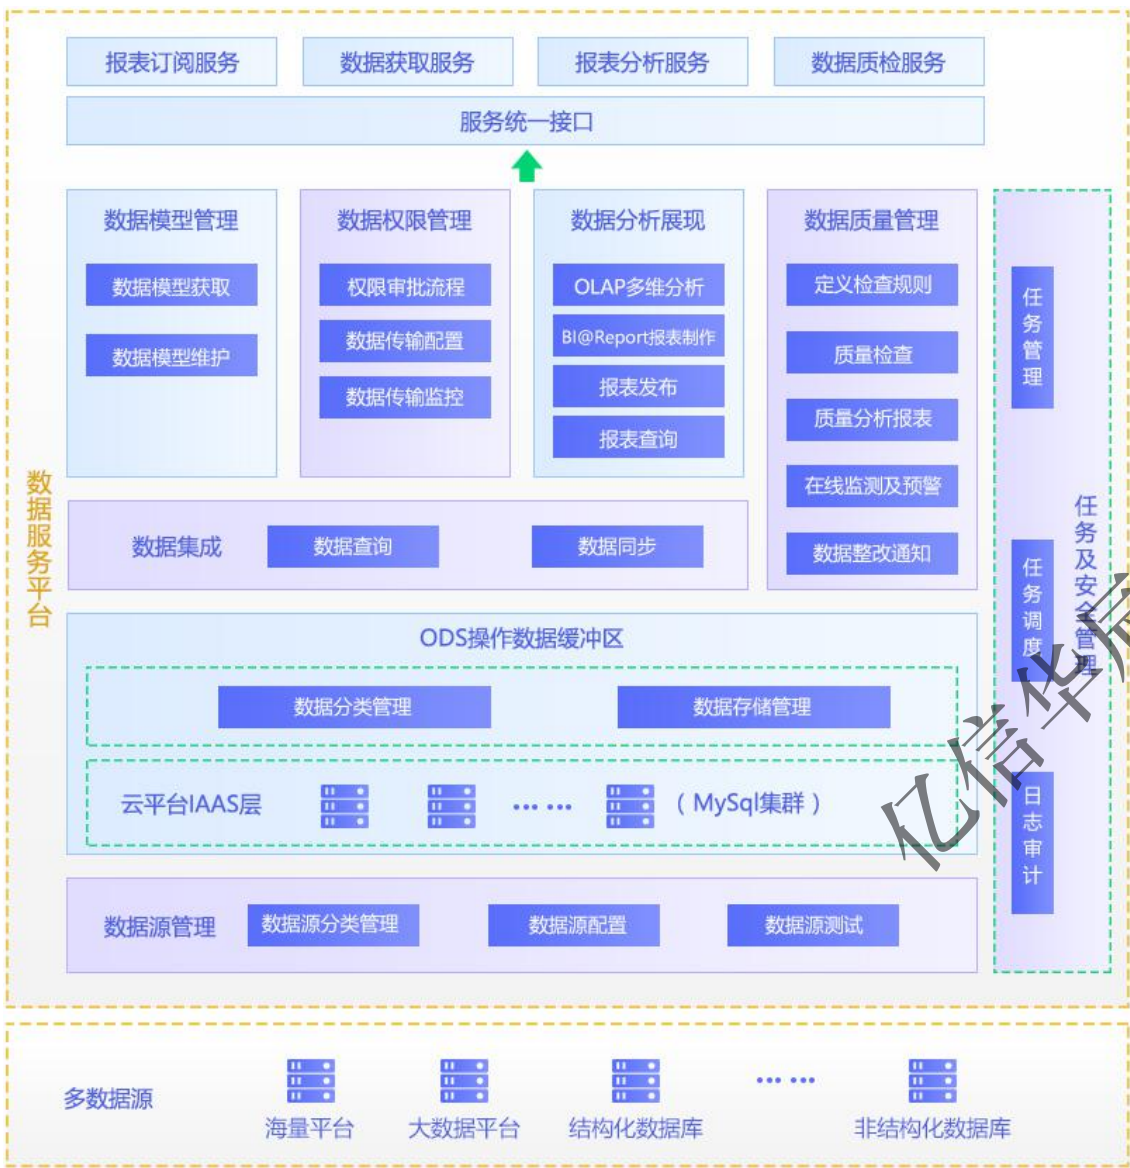 报表订阅服务
数据获取服务
报表分析服务
数据质检服务
服务统一接口
数据模型管理
数据模型获取
数据模型维护
数据权限管理
权限审批流程
数据传输配置
数据传输监控
数据分析展现
OLAP多维分析
BI@Report报表制作
报表发布
报表查询
数据质量管理
定义检查规则
质量检查
质量分析报表
在线监测及预警
数据整改通知
数据集成
数据查询
数据同步
ODS操作数据缓冲区
数据分类管理
数据存储管理
云平台IAAS层
…… （MySql集群）
数据源管理
数据源分类管理
数据源配置
数据源测试
任务管理
任务调度
日志审计
任务及安全管理
数据服务平台
亿信华辰
多数据源
……
海量平台
大数据平台
结构化数据库
非结构化数据库